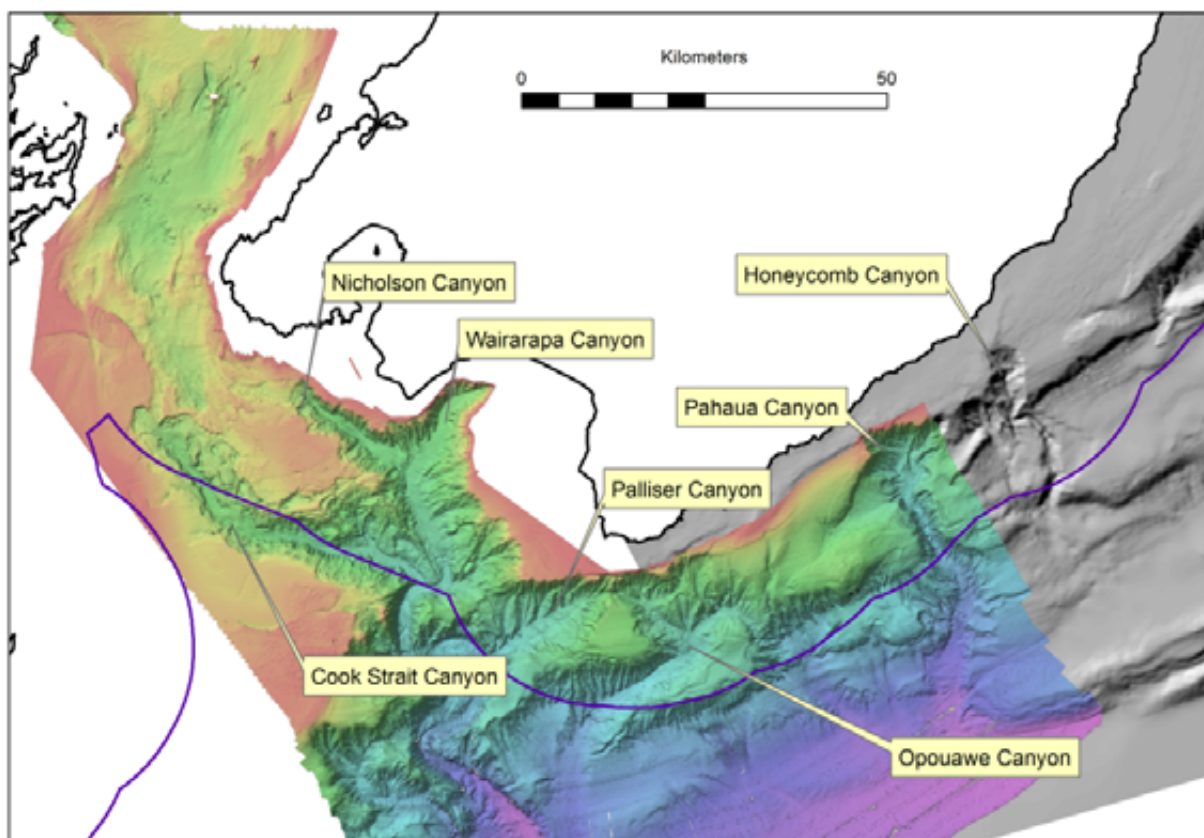 Kilometers
0 50
Nicholson Canyon
Honeycomb Canyon
Wairarapa Canyon
Pahaua Canyon
Palliser Canyon
Cook Strait Canyon
Opouawe Canyon